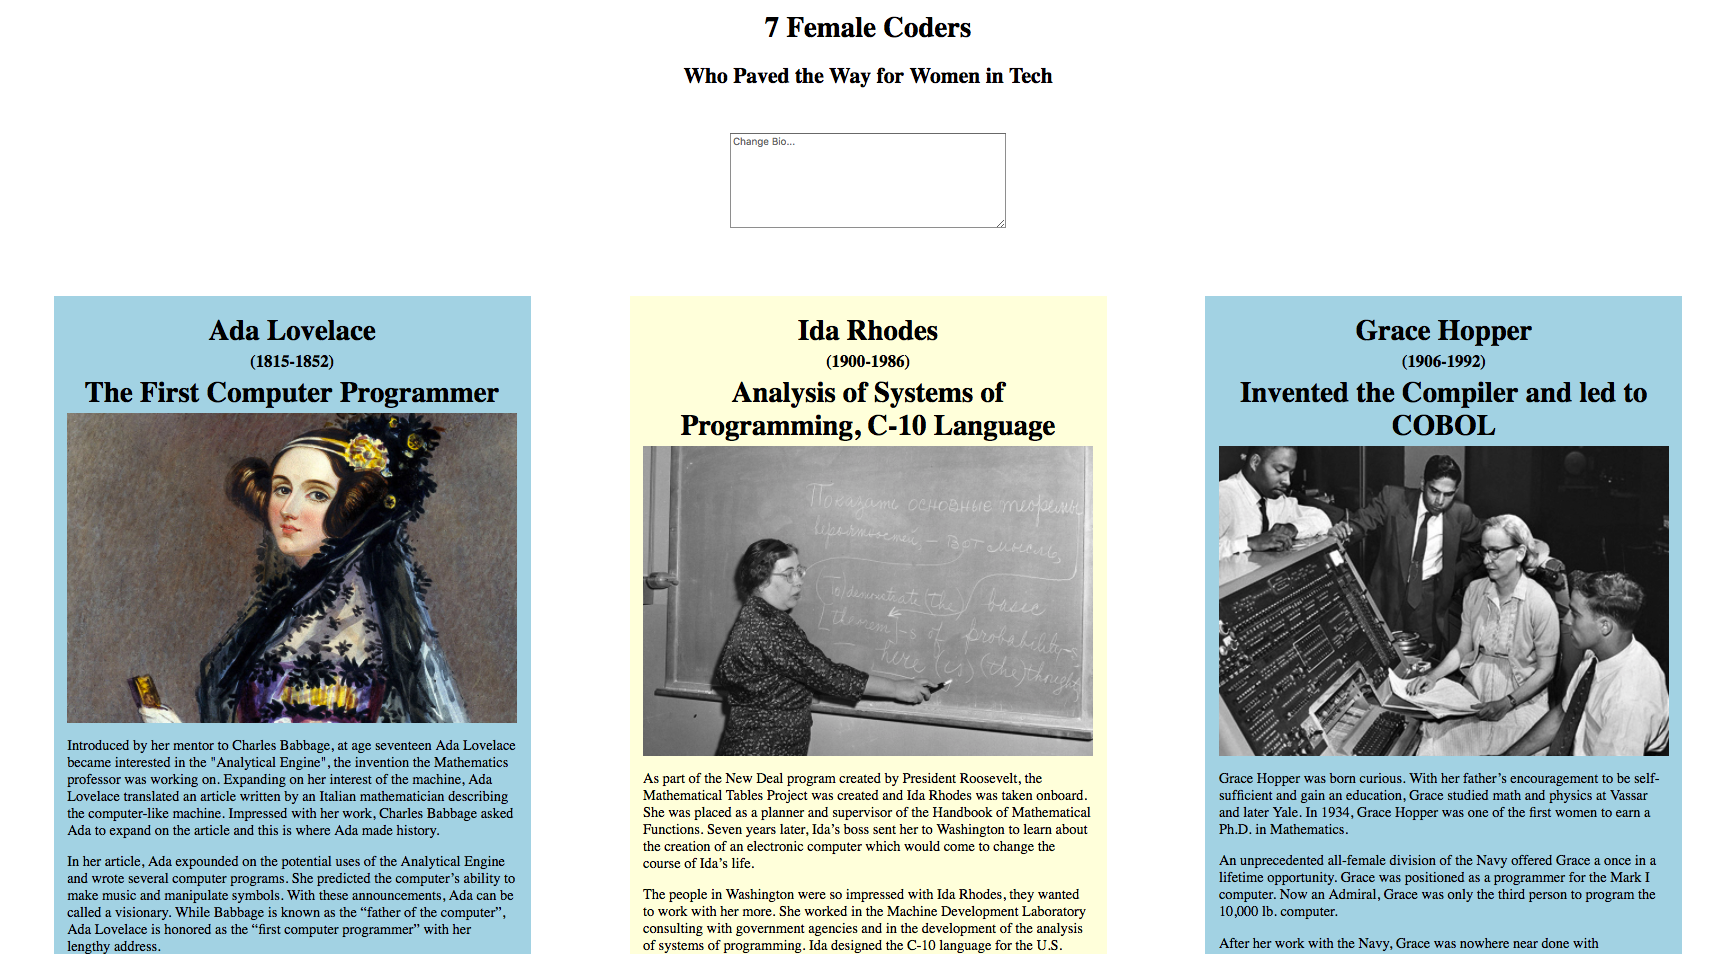 7 Female Coders
Who Paved the Way for Women in Tech
Change Bio...
Ada Lovelace
(1815-1852)
The First Computer Programmer
Introduced by her mentor to Charles Babbage, at age seventeen Ada Lovelace
became interested in the "Analytical Engine", the invention the Mathematics
professor was working on. Expanding on her interest of the machine, Ada
Lovelace translated an article written by an Italian mathematician describing
the computer-like machine. Impressed with her work, Charles Babbage asked
Ada to expand on the article and this is where Ada made history.
In her article, Ada expounded on the potential uses of the Analytical Engine
and wrote several computer programs. She predicted the computer’s ability to
make music and manipulate symbols. With these announcements, Ada can be
called a visionary. While Babbage is known as the “father of the computer”,
Ada Lovelace is honored as the “first computer programmer” with her
lengthy address.
Ida Rhodes
(1900-1986)
Analysis of Systems of
Programming, C-10 Language
Показать основные теоремы
вероятностей, – вот мысль,
(To) demonstrate (the) basic
theorem -s of probability -s
here (is) (the) thought
As part of the New Deal program created by President Roosevelt, the
Mathematical Tables Project was created and Ida Rhodes was taken onboard.
She was placed as a planner and supervisor of the Handbook of Mathematical
Functions. Seven years later, Ida’s boss sent her to Washington to learn about
the creation of an electronic computer which would come to change the
course of Ida’s life.
The people in Washington were so impressed with Ida Rhodes, they wanted
to work with her more. She worked in the Machine Development Laboratory
consulting with government agencies and in the development of the analysis
of systems of programming. Ida designed the C-10 language for the U.S.
Grace Hopper
(1906-1992)
Invented the Compiler and led to
COBOL
Grace Hopper was born curious. With her father’s encouragement to be self-
sufficient and gain an education, Grace studied math and physics at Vassar
and later Yale. In 1934, Grace Hopper was one of the first women to earn a
Ph.D. in Mathematics.
An unprecedented all-female division of the Navy offered Grace a once in a
lifetime opportunity. Grace was positioned as a programmer for the Mark I
computer. Now an Admiral, Grace was only the third person to program the
10,000 lb. computer.
After her work with the Navy, Grace was nowhere near done with